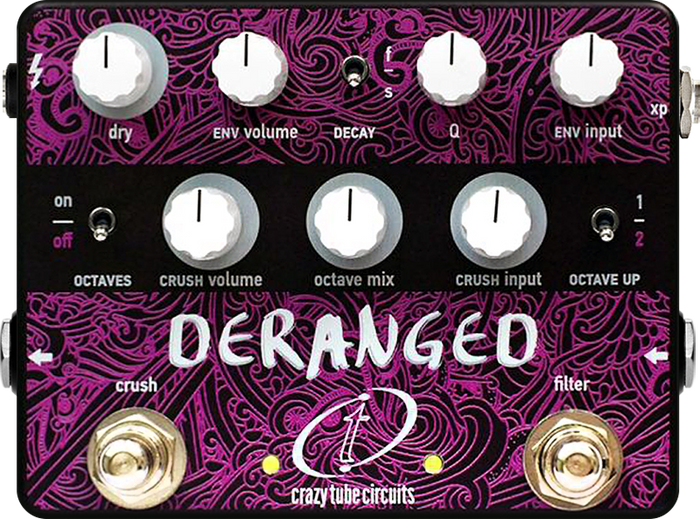 f
s
dry
ENV volume
DECAY
Q
ENV input
xp
on
off
1
2
OCTAVES
CRUSH volume
octave mix
CRUSH input
OCTAVE UP
DERANGED
crush
filter
t
crazy tube circuits